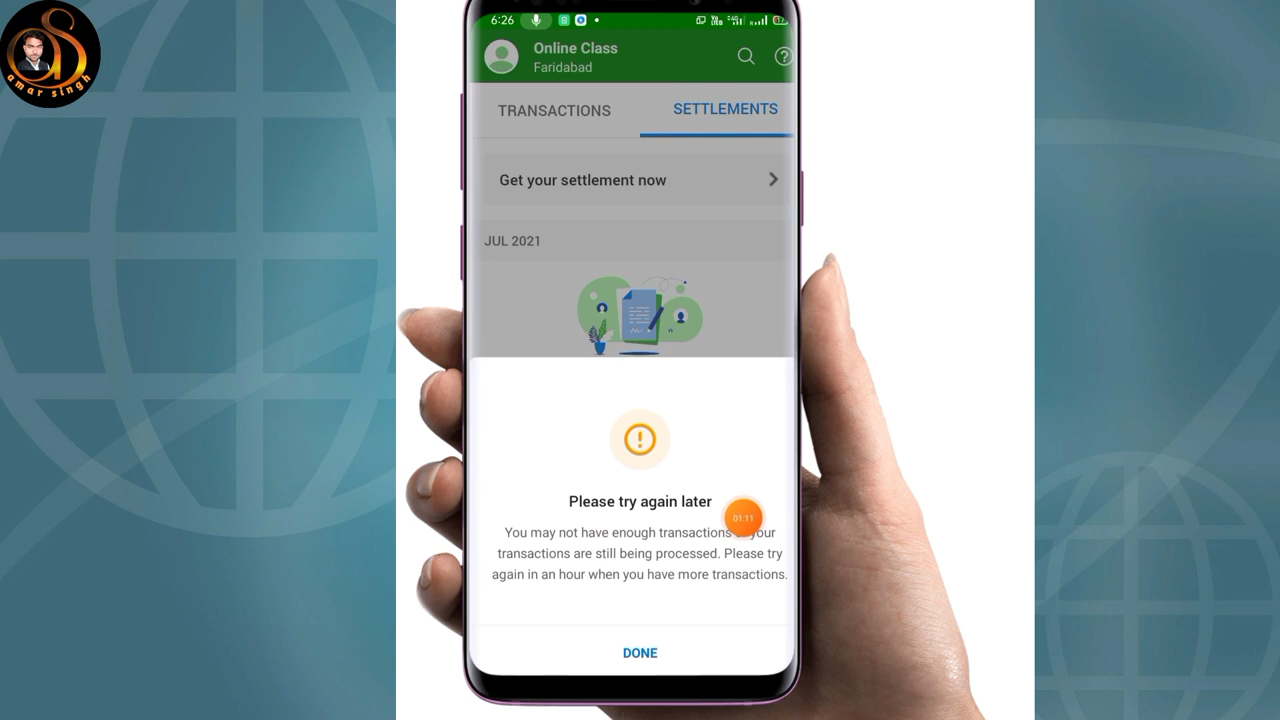 amar singh
6:26
Online Class
Faridabad
TRANSACTIONS
SETTLEMENTS
Get your settlement now
JUL 2021
Please try again later
01:11
You may not have enough transactions your
transactions are still being processed. Please try
again in an hour when you have more transactions.
DONE